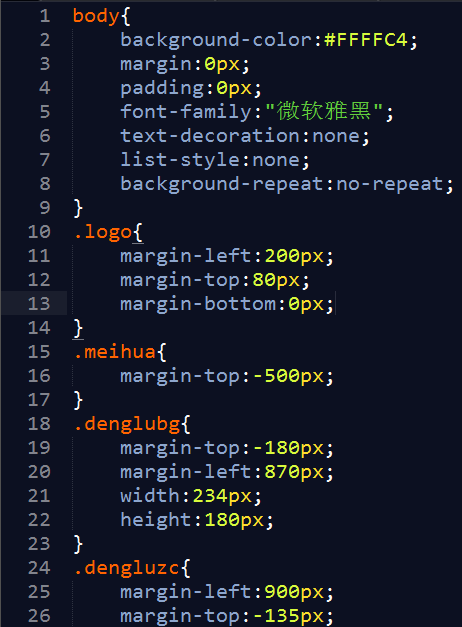 1 body{
2 background-color:#FFFFC4;
3 margin:0px;
4 padding:0px;
5 font-family:"微软雅黑";
6 text-decoration:none;
7 list-style:none;
8 background-repeat:no-repeat;
9 }
10 .logo{
11 margin-left:200px;
12 margin-top:80px;
13 margin-bottom:0px;
14 }
15 .meihua{
16 margin-top:-500px;
17 }
18 .denglubg{
19 margin-top:-180px;
20 margin-left:870px;
21 width:234px;
22 height:180px;
23 }
24 .dengluzc{
25 margin-left:900px;
26 margin-top:-135px;